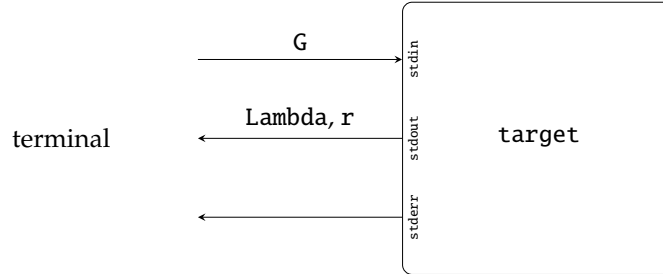 G
stdin
Lambda, r
terminal
stdout
target
stderr